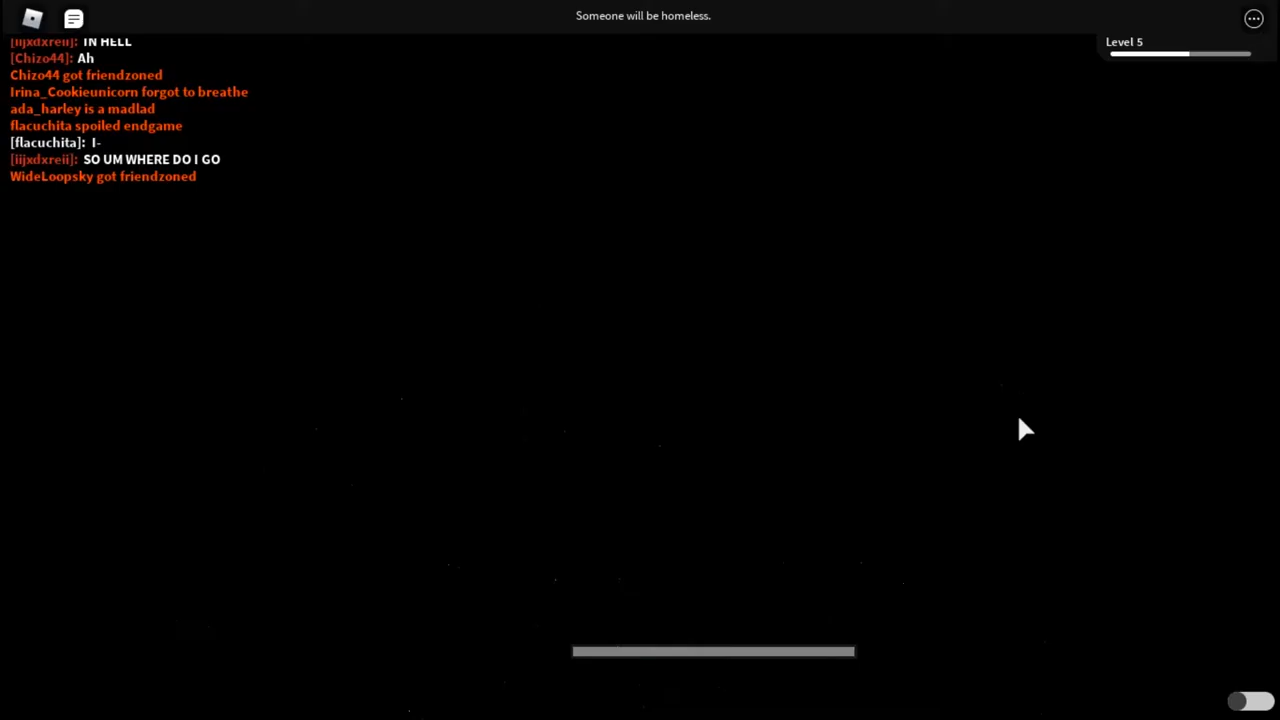 Someone will be homeless.
Level 5
[iijxdxreii]: IN HELL
[Chizo44]: Ah
Chizo44 got friendzoned
Irina_Cookieunicorn forgot to breathe
ada_harley is a madlad
flacuchita spoiled endgame
[flacuchita]: I-
[iijxdxreii]: SO UM WHERE DO I GO
WideLoopsky got friendzoned